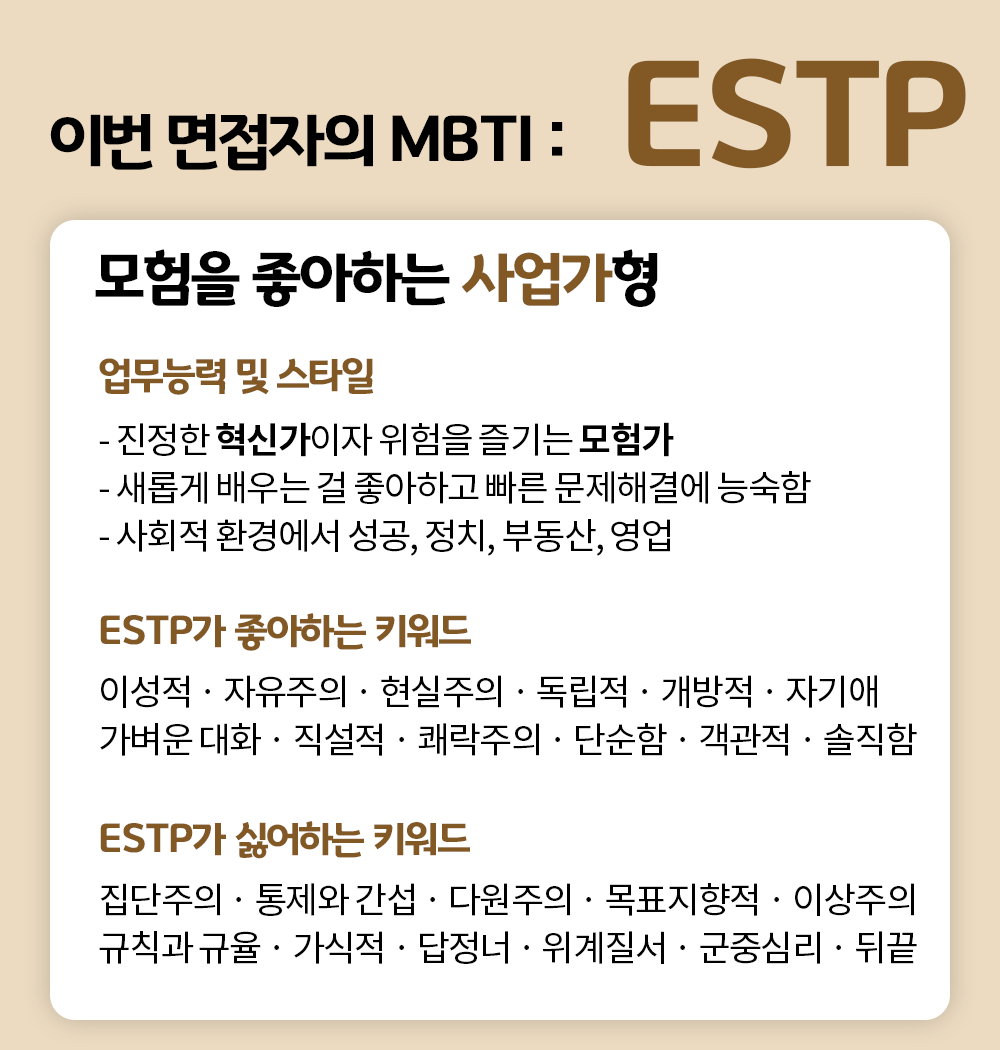 이번 면접자의 MBTI : ESTP
모험을 좋아하는 사업가형
업무능력 및 스타일
- 진정한 혁신가이자 위험을 즐기는 모험가
- 새롭게 배우는 걸 좋아하고 빠른 문제해결에 능숙함
- 사회적 환경에서 성공, 정치, 부동산, 영업
ESTP가 좋아하는 키워드
이성적 · 자유주의 · 현실주의 · 독립적 · 개방적 · 자기애
가벼운 대화 · 직설적 · 쾌락주의 · 단순함 · 객관적 · 솔직함
ESTP가 싫어하는 키워드
집단주의 · 통제와 간섭 · 다원주의 · 목표지향적 · 이상주의
규칙과 규율 · 가식적 · 답정너 · 위계질서 · 군중심리 · 뒤끝